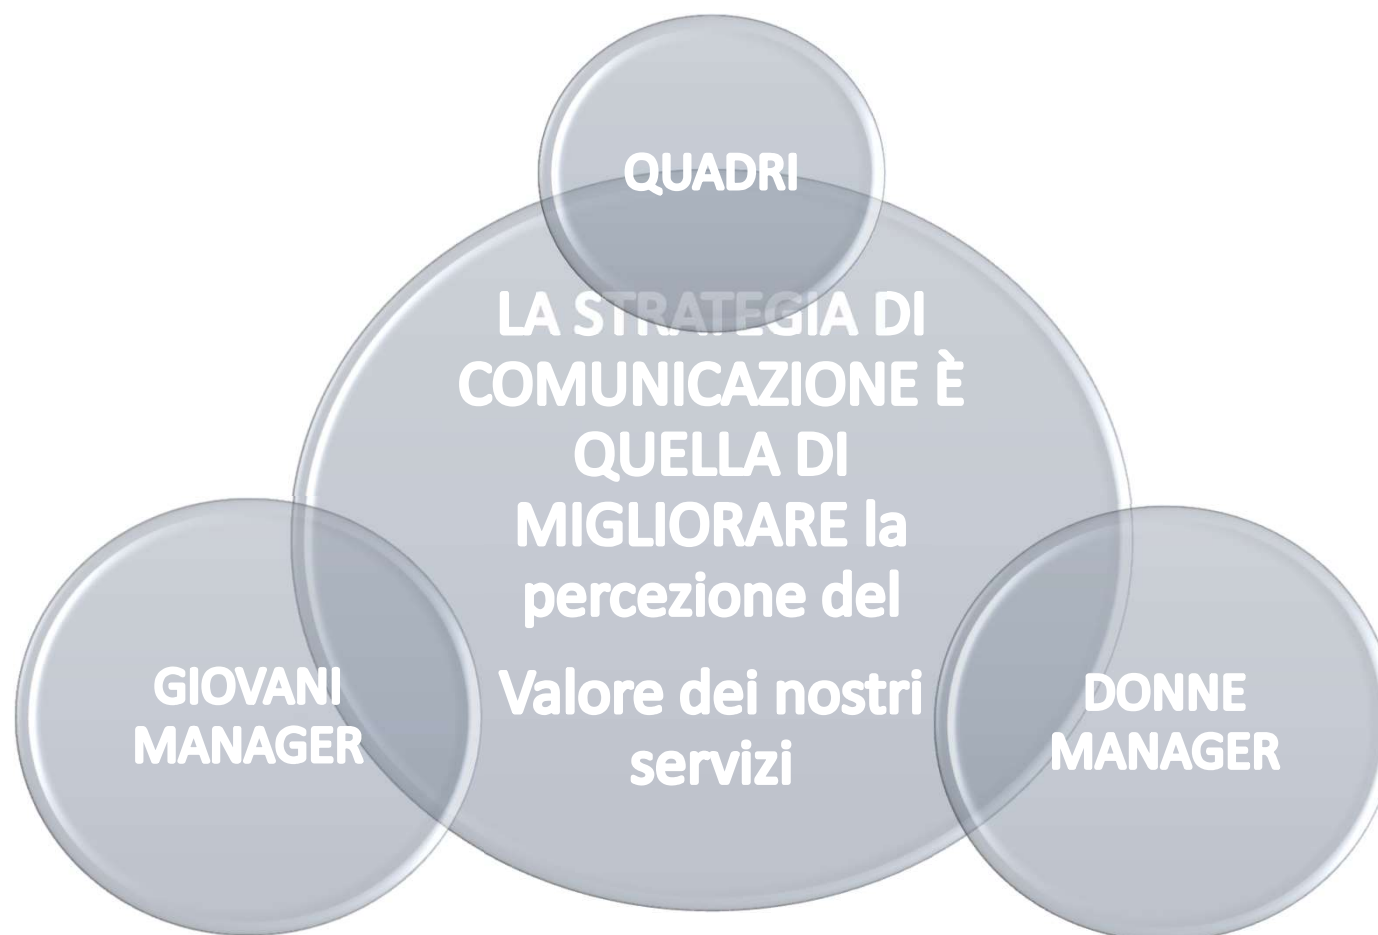 QUADRI
LA STRATEGIA DI
COMUNICAZIONE È
QUELLA DI
MIGLIORARE la
percezione del
Valore dei nostri
servizi
GIOVANI
MANAGER
DONNE
MANAGER